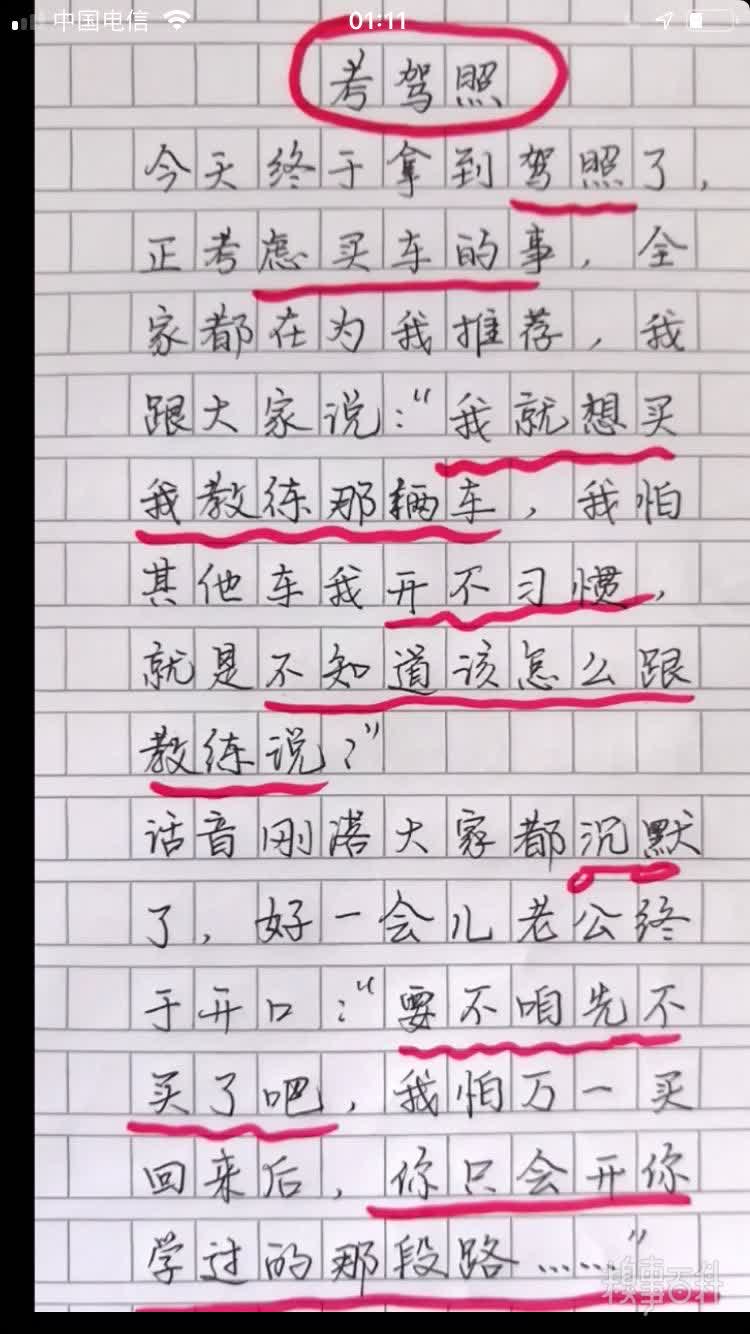 中国电信
01:11
考驾照
今天终于拿到驾照了，
正考虑买车的事，全
家都在为我推荐，我
跟大家说：“我就想买
我教练那辆车，我怕
其他车我开不习惯，
就是不知道该怎么跟
教练说？”
话音刚落大家都沉默
了，好一会儿老公终
于开口：“要不咱先不
买了吧，我怕万一买
回来后，你只会开你
学过的那段路……”
糗事百科